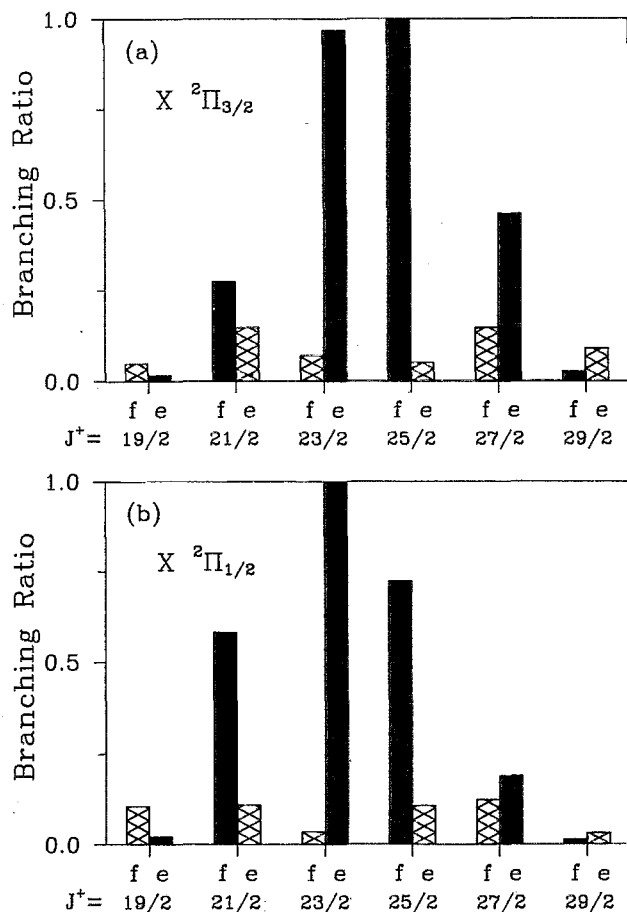 1.0
(a)
X ²Π₃/₂
Branching Ratio
0.5
0.0
f e f e f e f e f e f e
J⁺= 19/2 21/2 23/2 25/2 27/2 29/2
1.0
(b)
X ²Π₁/₂
Branching Ratio
0.5
0.0
f e f e f e f e f e f e
J⁺= 19/2 21/2 23/2 25/2 27/2 29/2